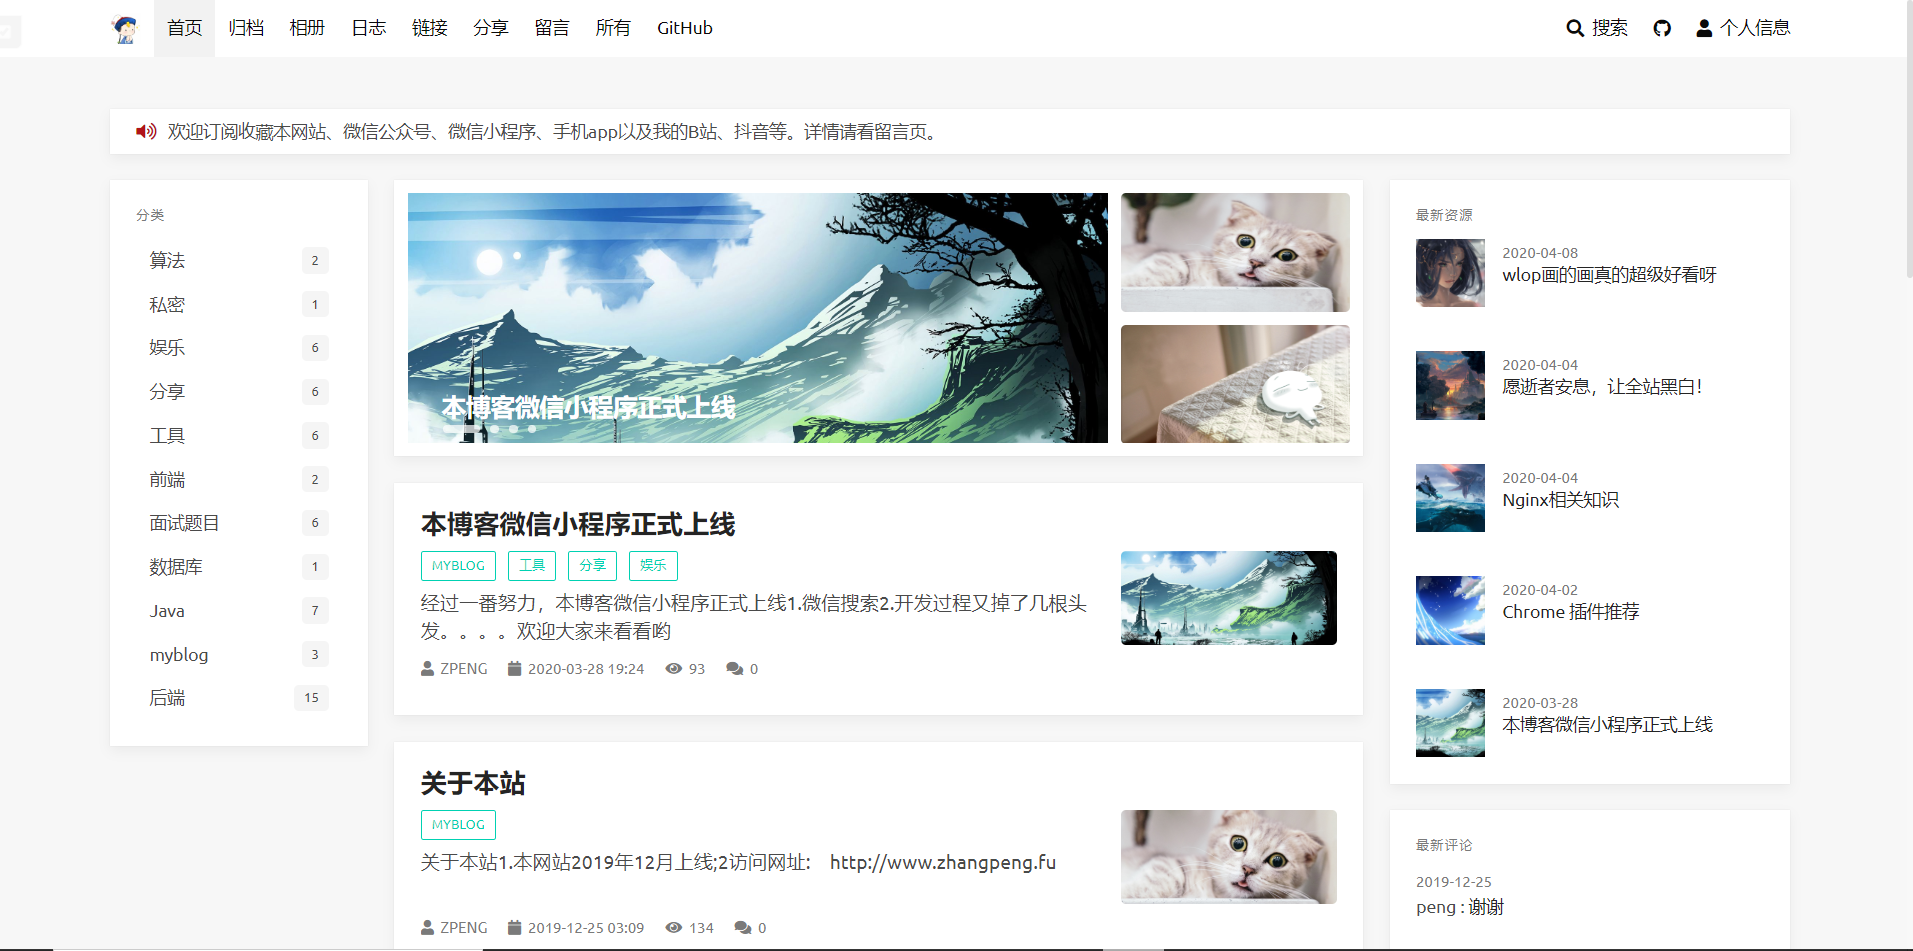 首页 归档 相册 日志 链接 分享 留言 所有 GitHub 搜索 个人信息
欢迎订阅收藏本网站、微信公众号、微信小程序、手机app以及我的B站、抖音等。详情请看留言页。
分类
算法 2
私密 1
娱乐 6
分享 6
工具 6
前端 2
面试题目 6
数据库 1
Java 7
myblog 3
后端 15
本博客微信小程序正式上线
本博客微信小程序正式上线
MYBLOG 工具 分享 娱乐
经过一番努力，本博客微信小程序正式上线1.微信搜索2.开发过程又掉了几根头
发。。。。欢迎大家来看看哟
ZPENG 2020-03-28 19:24 93 0
关于本站
MYBLOG
关于本站1.本网站2019年12月上线;2访问网址: http://www.zhangpeng.fu
ZPENG 2019-12-25 03:09 134 0
最新资源
2020-04-08
wlop画的画真的超级好看呀
2020-04-04
愿逝者安息，让全站黑白！
2020-04-04
Nginx相关知识
2020-04-02
Chrome 插件推荐
2020-03-28
本博客微信小程序正式上线
最新评论
2019-12-25
peng : 谢谢